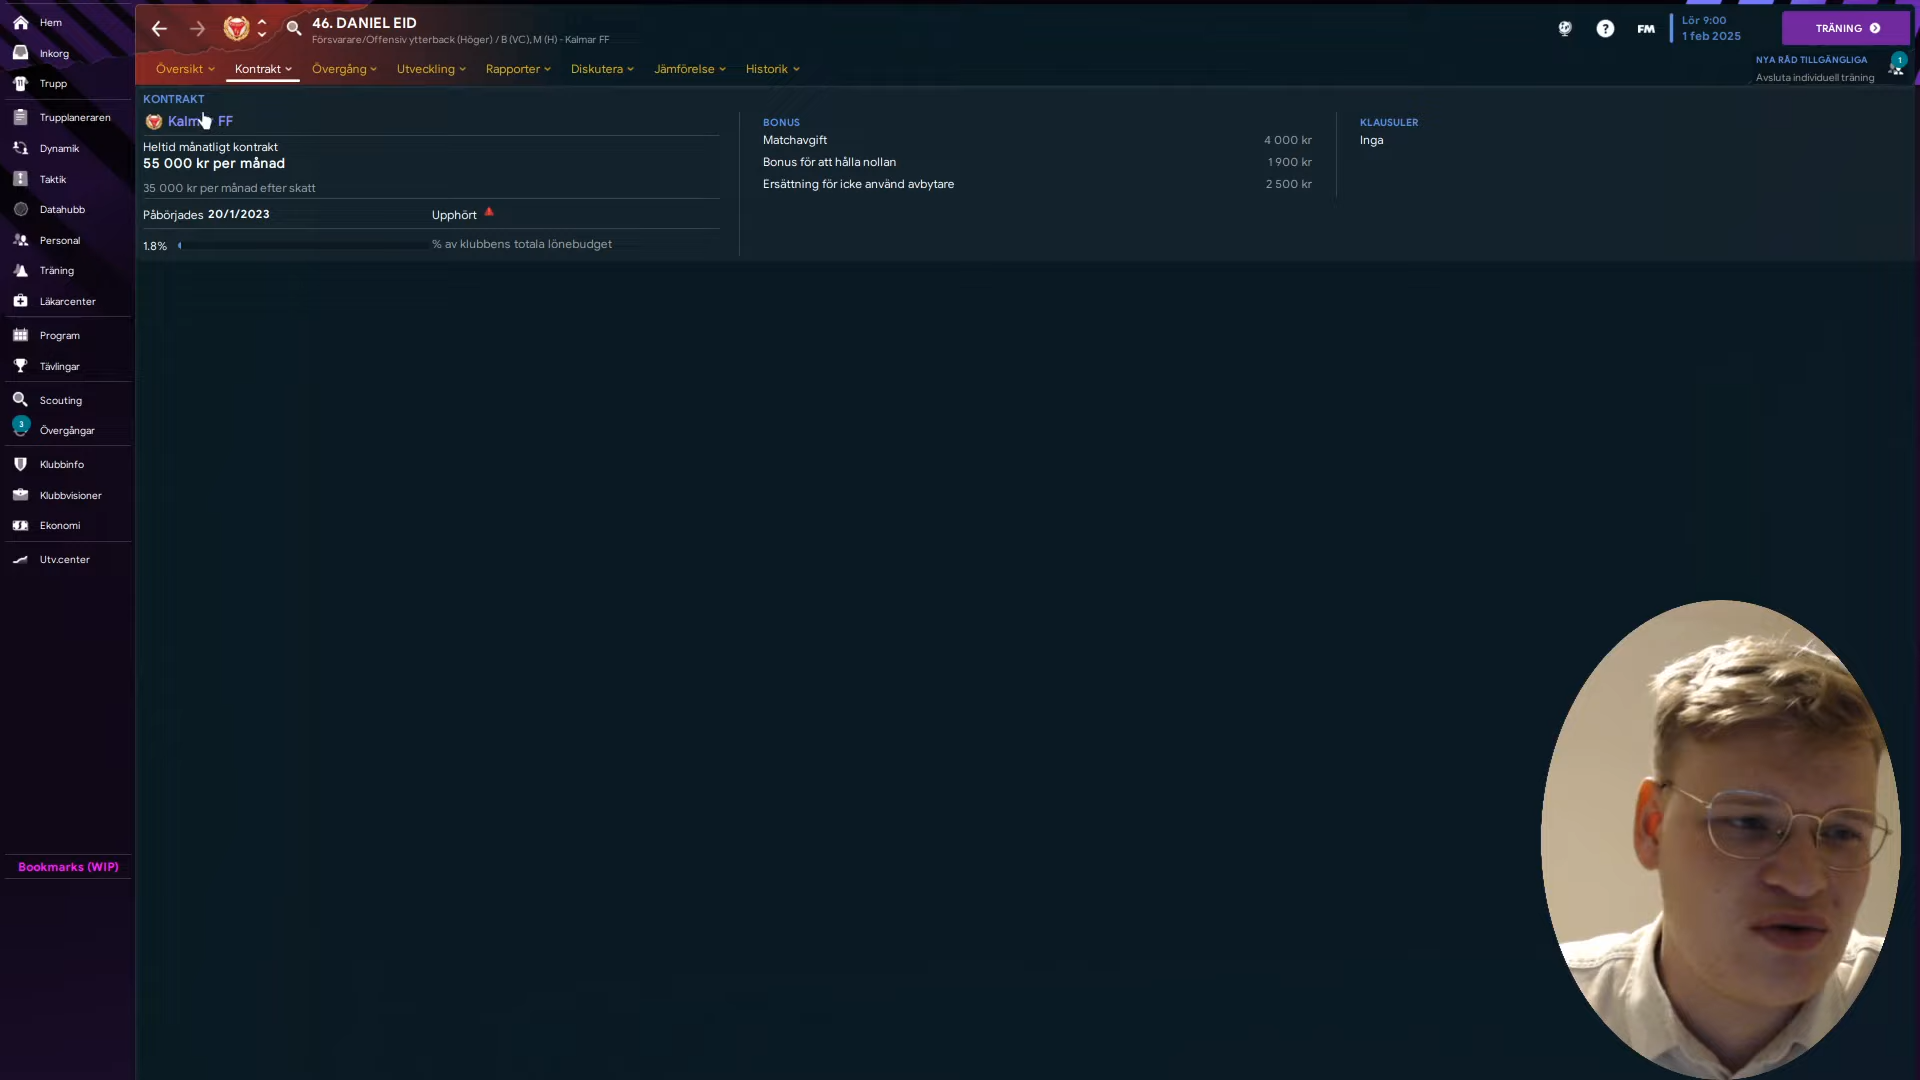 Hem
Inkorg
Trupp
Trupplaneraren
Dynamik
Taktik
Datahubb
Personal
Träning
Läkarcenter
Program
Tävlingar
Scouting
3
Övergångar
Klubbinfo
Klubbvisioner
Ekonomi
Utv.center
Bookmarks (WIP)
46. DANIEL EID
Försvarare/Offensiv ytterback (Höger) / B (VC), M (H) - Kalmar FF
? FM
Lör 9:00
1 feb 2025
TRÄNING
Översikt Kontrakt Övergång Utveckling Rapporter Diskutera Jämförelse Historik
NYA RÅD TILLGÄNGLIGA
1
Avsluta individuell träning
KONTRAKT
Kalmar FF
Heltid månatligt kontrakt
55 000 kr per månad
35 000 kr per månad efter skatt
Påbörjades 20/1/2023 Upphört
1.8% % av klubbens totala lönebudget
BONUS
Matchavgift 4 000 kr
Bonus för att hålla nollan 1 900 kr
Ersättning för icke använd avbytare 2 500 kr
KLAUSULER
Inga